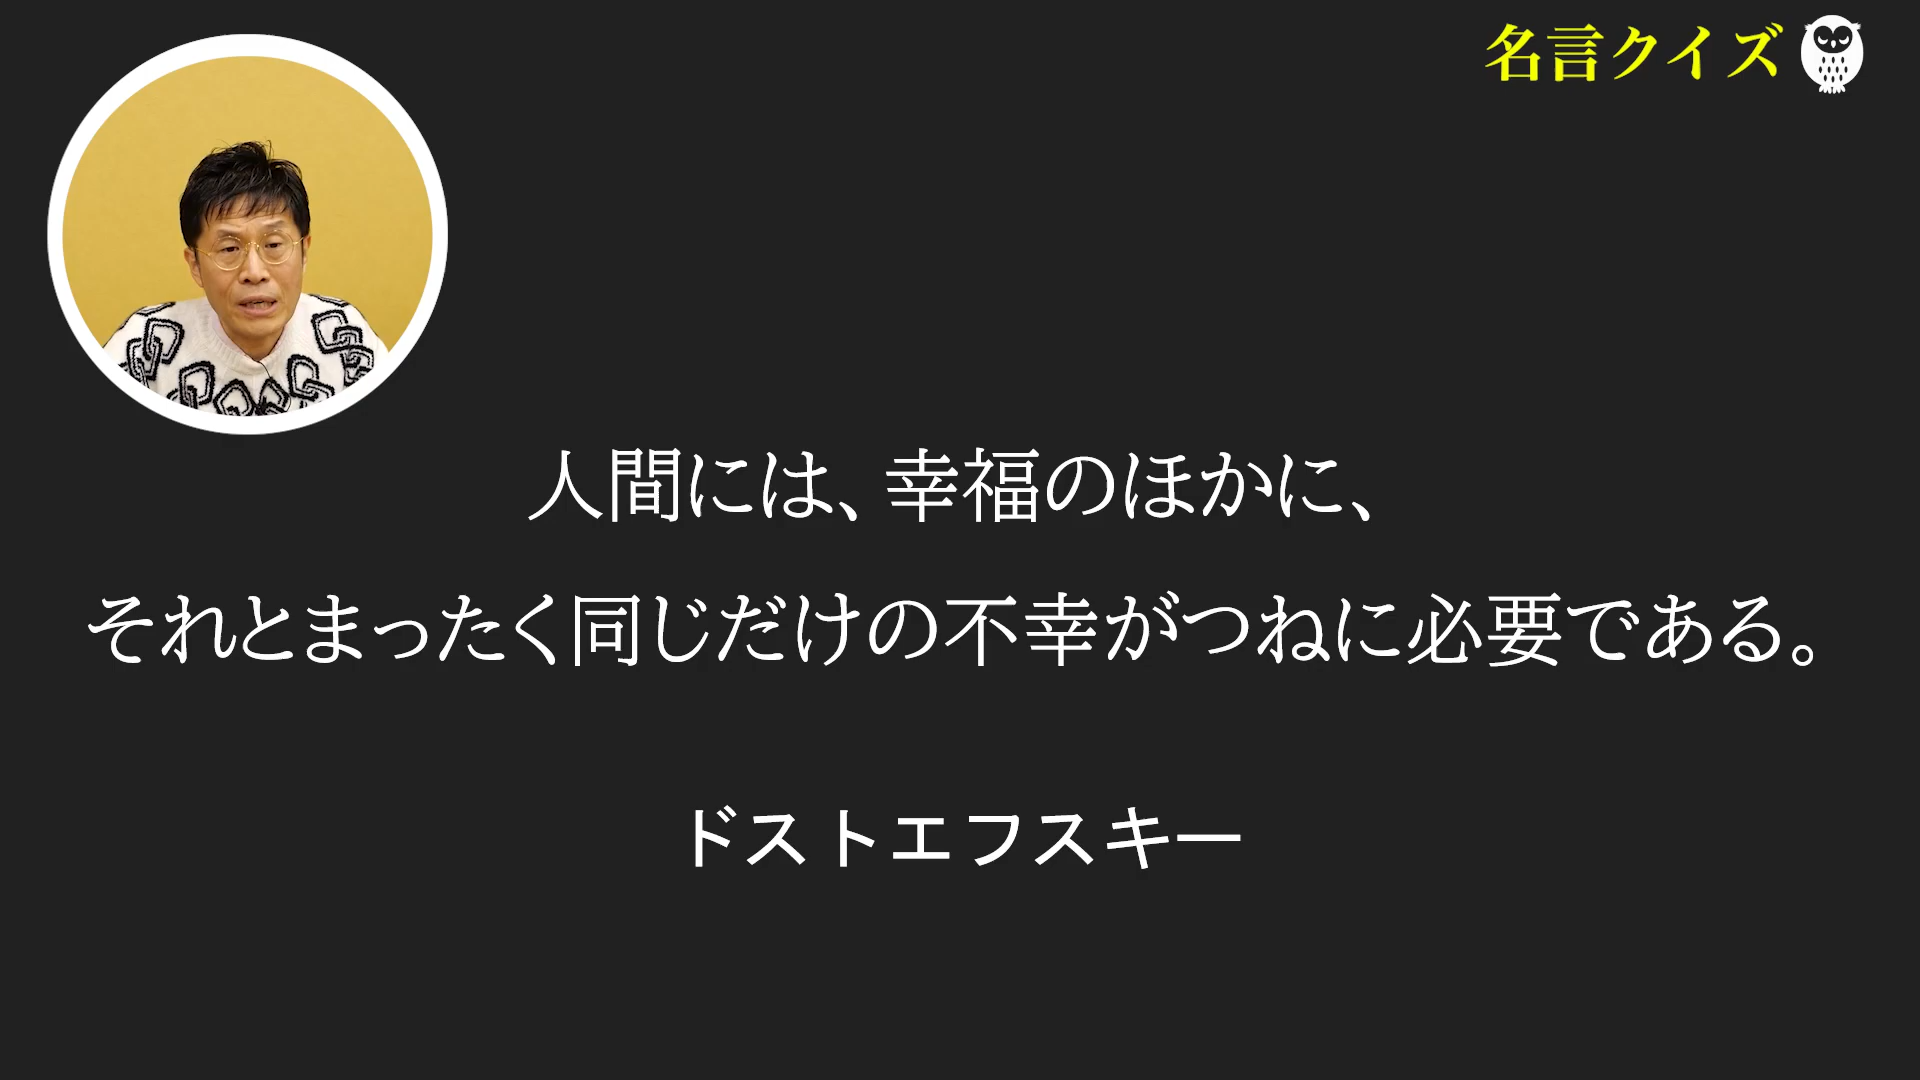 名言クイズ
人間には、幸福のほかに、
それとまったく同じだけの不幸がつねに必要である。
ドストエフスキー